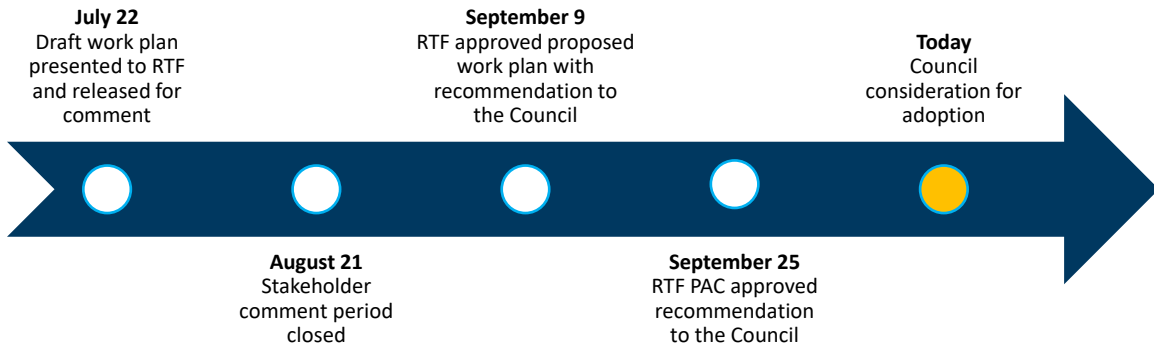 July 22
Draft work plan
presented to RTF
and released for
comment
August 21
Stakeholder
comment period
closed
September 9
RTF approved proposed
work plan with
recommendation to
the Council
September 25
RTF PAC approved
recommendation
to the Council
Today
Council
consideration for
adoption